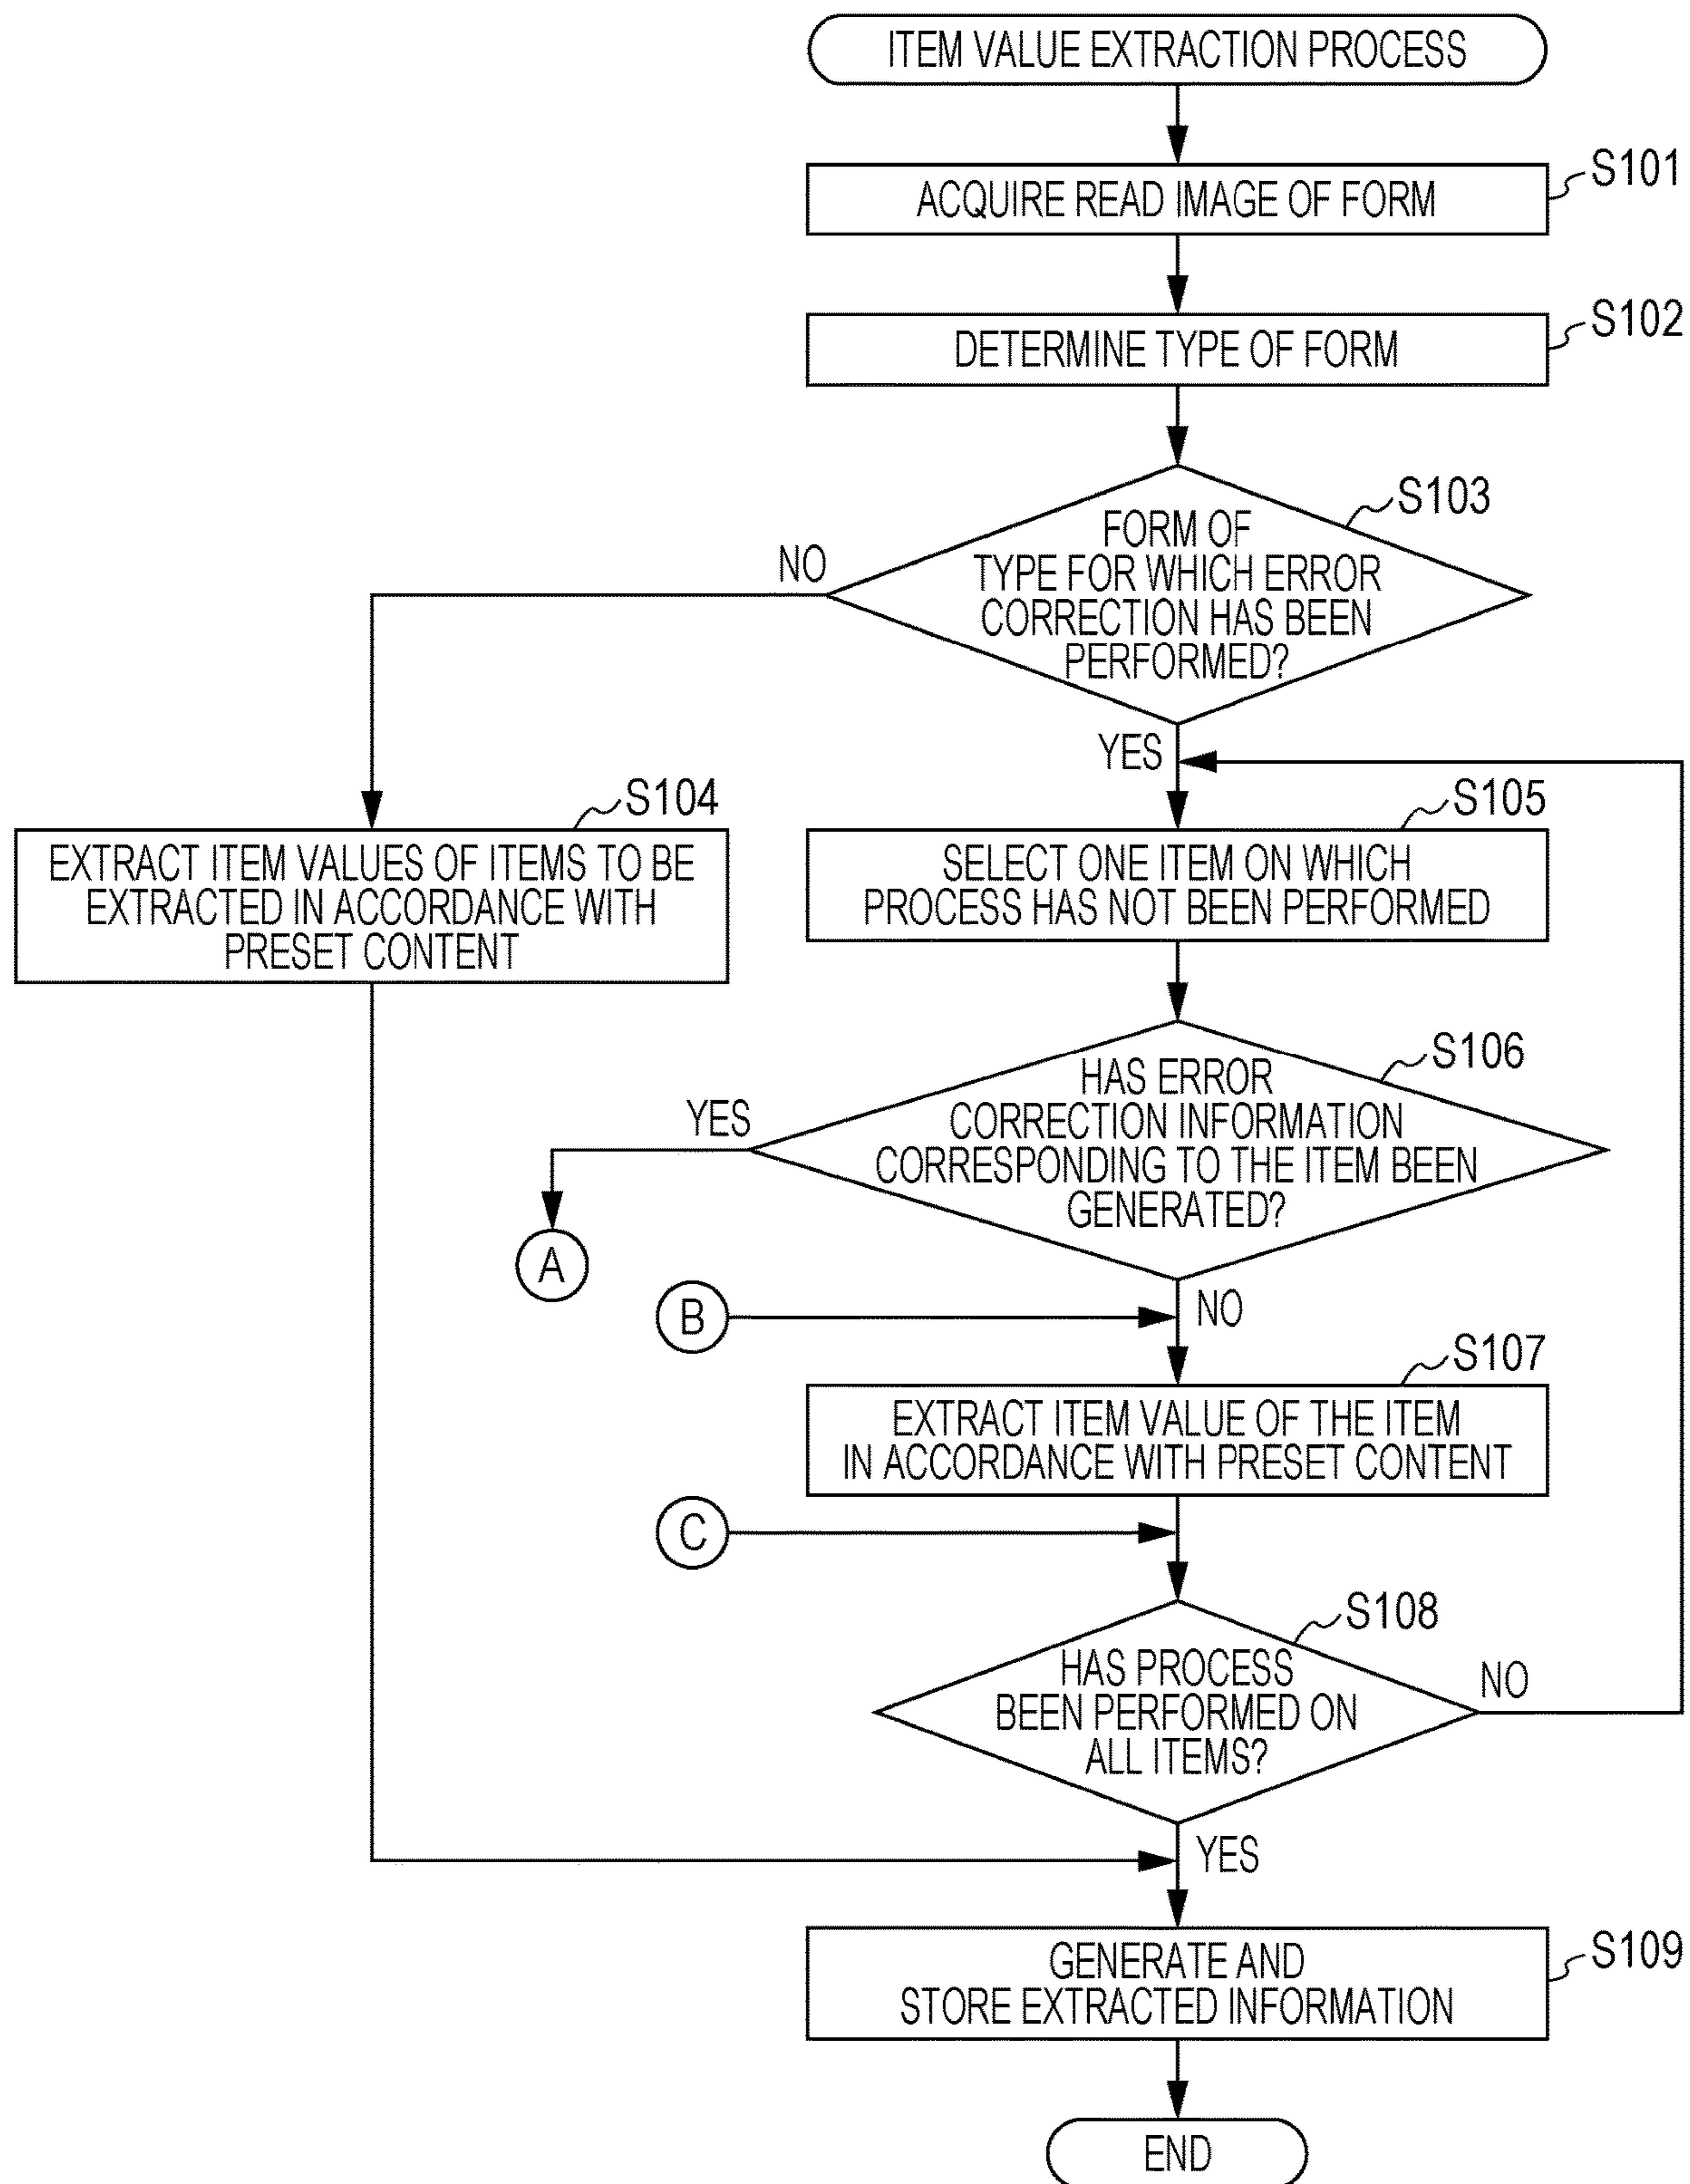 ITEM VALUE EXTRACTION PROCESS
S101
ACQUIRE READ IMAGE OF FORM
S102
DETERMINE TYPE OF FORM
S103
FORM OF
TYPE FOR WHICH ERROR
CORRECTION HAS BEEN
PERFORMED?
NO
YES
S104
EXTRACT ITEM VALUES OF ITEMS TO BE
EXTRACTED IN ACCORDANCE WITH
PRESET CONTENT
S105
SELECT ONE ITEM ON WHICH
PROCESS HAS NOT BEEN PERFORMED
S106
HAS ERROR
CORRECTION INFORMATION
CORRESPONDING TO THE ITEM BEEN
GENERATED?
YES
A
B
NO
S107
EXTRACT ITEM VALUE OF THE ITEM
IN ACCORDANCE WITH PRESET CONTENT
C
S108
HAS PROCESS
BEEN PERFORMED ON
ALL ITEMS?
NO
YES
S109
GENERATE AND
STORE EXTRACTED INFORMATION
END